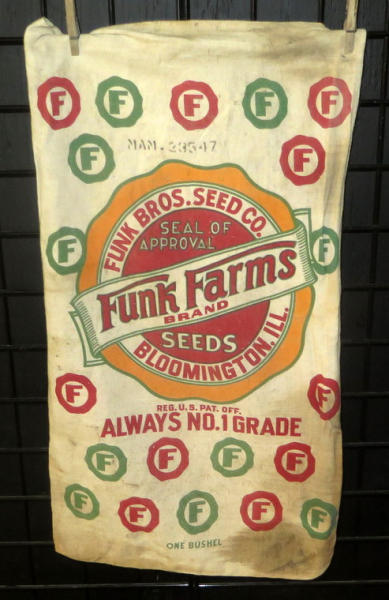 F F F F F
MAM. 33547
F F
FUNK BROS. SEED CO.
SEAL OF
APPROVAL
F F
Funk Farms
BRAND
SEEDS
BLOOMINGTON, ILL.
F F
REG. U.S. PAT. OFF.
ALWAYS NO. 1 GRADE
F F F F
F F F F F
ONE BUSHEL